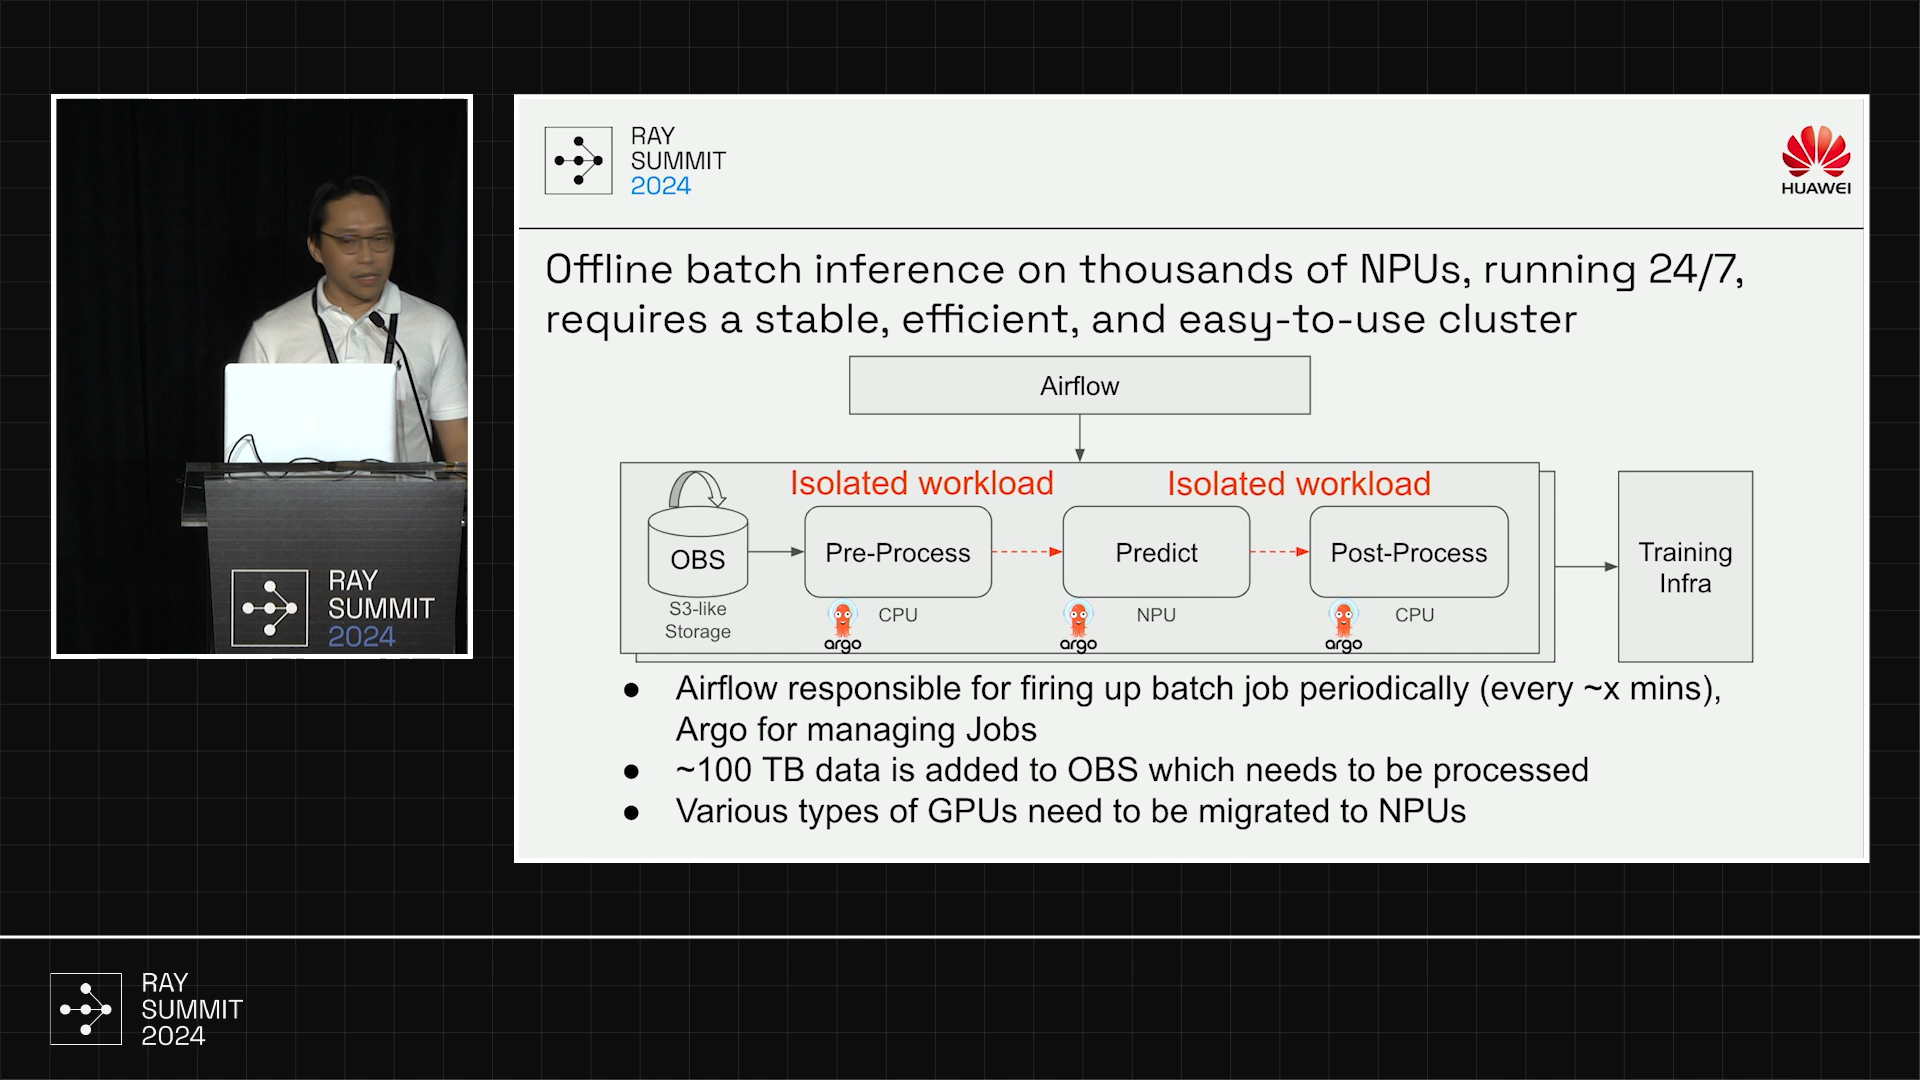 RAY
SUMMIT
2024
HUAWEI
Offline batch inference on thousands of NPUs, running 24/7,
requires a stable, efficient, and easy-to-use cluster
Airflow
Isolated workload
Isolated workload
OBS
Pre-Process
Predict
Post-Process
Training
Infra
S3-like
Storage
CPU
NPU
CPU
argo
argo
argo
● Airflow responsible for firing up batch job periodically (every ~x mins),
Argo for managing Jobs
● ~100 TB data is added to OBS which needs to be processed
● Various types of GPUs need to be migrated to NPUs
RAY
SUMMIT
2024
RAY
SUMMIT
2024